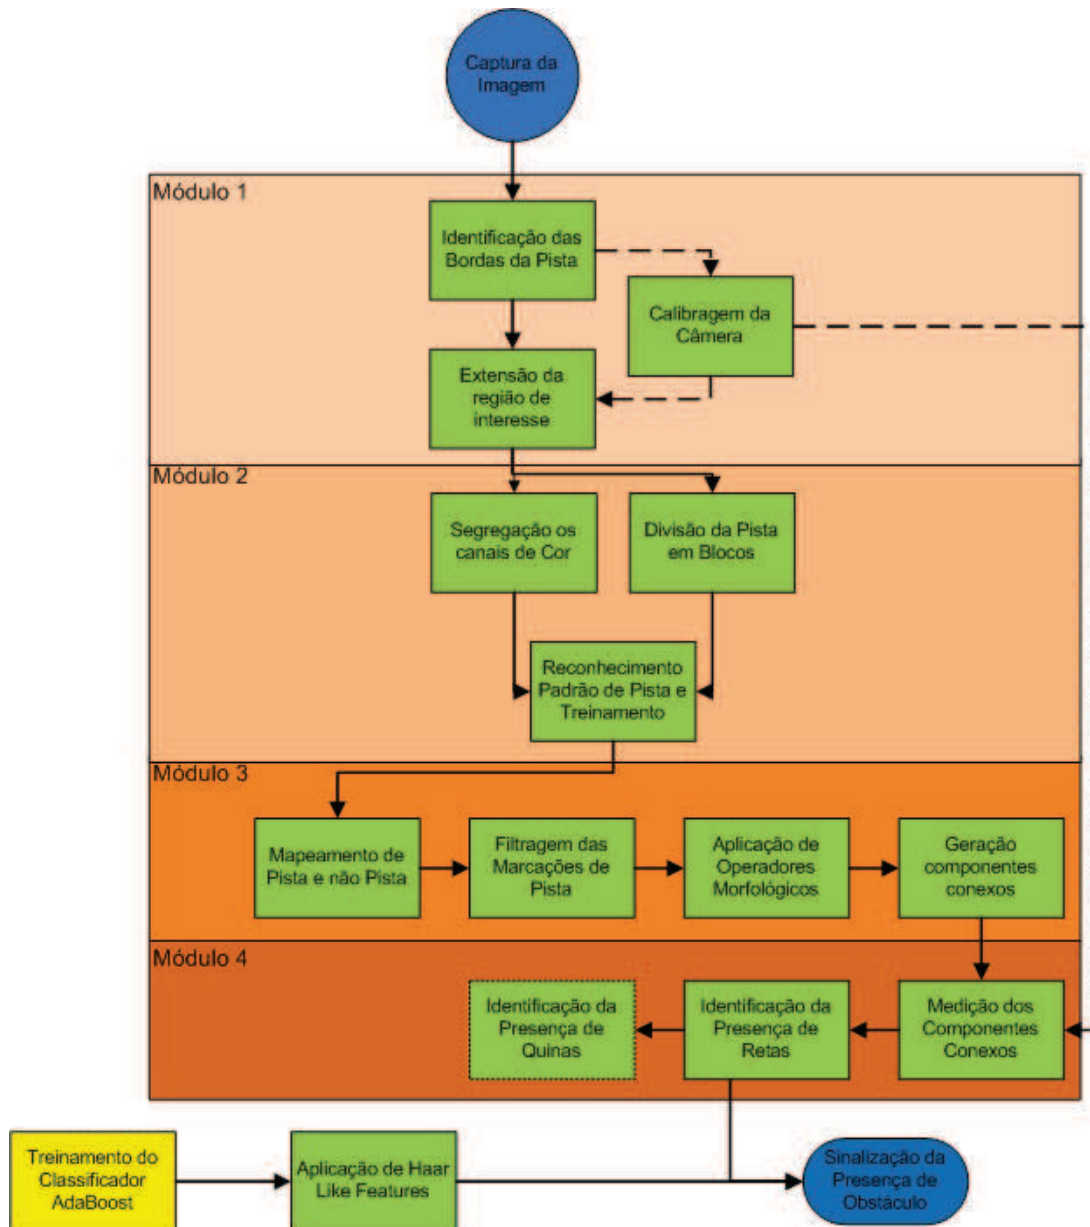 Captura da
Imagem
Módulo 1
Identificação das
Bordas da Pista
Calibragem da
Câmera
Extensão da
região de
interesse
Módulo 2
Segregação os
canais de Cor
Divisão da Pista
em Blocos
Reconhecimento
Padrão de Pista e
Treinamento
Módulo 3
Mapeamento de
Pista e não Pista
Filtragem das
Marcações de
Pista
Aplicação de
Operadores
Morfológicos
Geração
componentes
conexos
Módulo 4
Identificação da
Presença de
Quinas
Identificação da
Presença de
Retas
Medição dos
Componentes
Conexos
Treinamento do
Classificador
AdaBoost
Aplicação de Haar
Like Features
Sinalização da
Presença de
Obstáculo